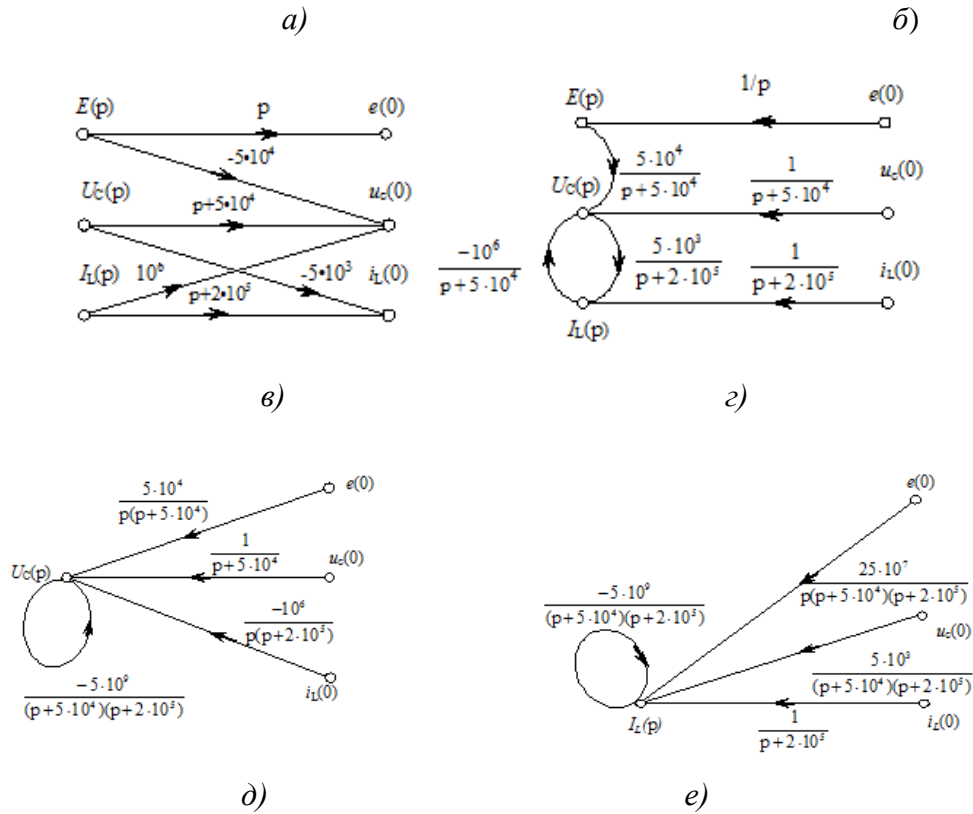 а) б)
E(p) p e(0)
-5•10⁴
U_C(p) p+5•10⁴ u_c(0)
I_L(p) 10⁶ -5•10³ i_L(0)
p+2•10⁵
в)
1/p
E(p) e(0)
5·10⁴/(p+5·10⁴)
U_C(p) 1/(p+5·10⁴) u_c(0)
-10⁶/(p+5·10⁴) 5·10³/(p+2·10⁵) 1/(p+2·10⁵) i_L(0)
I_L(p)
г)
e(0)
5·10⁴/(p(p+5·10⁴))
U_C(p) 1/(p+5·10⁴) u_c(0)
-10⁶/(p(p+2·10⁵))
i_L(0)
-5·10⁹/((p+5·10⁴)(p+2·10⁵))
д)
e(0)
-5·10⁹/((p+5·10⁴)(p+2·10⁵)) 25·10⁷/(p(p+5·10⁴)(p+2·10⁵))
u_c(0)
5·10³/((p+5·10⁴)(p+2·10⁵))
I_L(p) 1/(p+2·10⁵) i_L(0)
е)